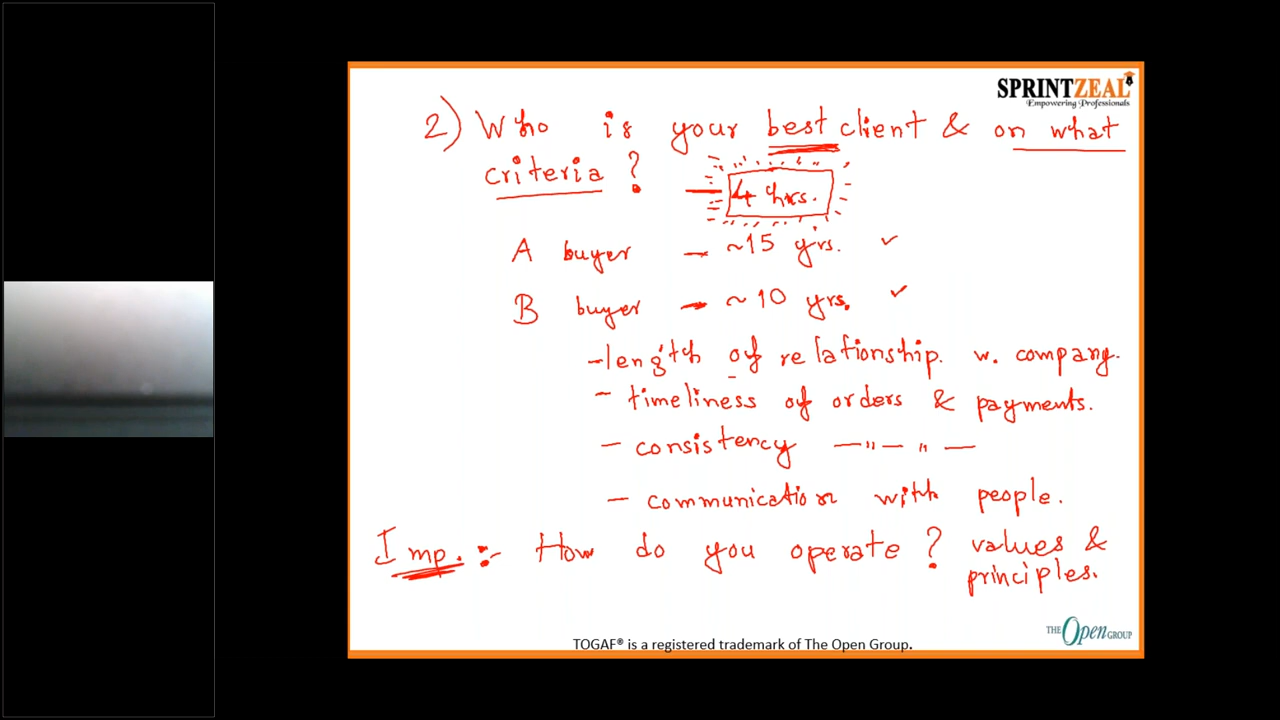 SPRINTZEAL
Empowering Professionals
2) Who is your best client & on what
criteria ? — 4 hrs.
A buyer — ~15 yrs. ✓
B buyer — ~ 10 yrs. ✓
- length of relationship. w. company.
- timeliness of orders & payments.
- consistency —"— " —
- communication with people.
Imp. :- How do you operate ? values &
principles.
THE Open GROUP
TOGAF® is a registered trademark of The Open Group.